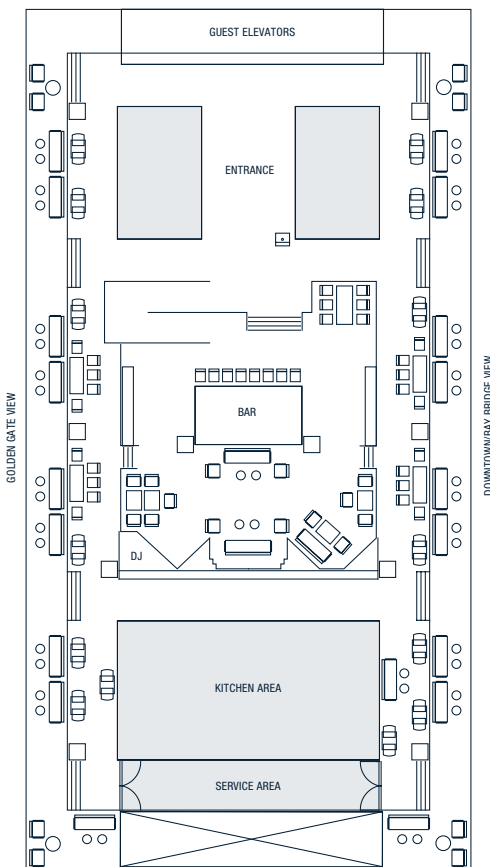 GUEST ELEVATORS
ENTRANCE
GOLDEN GATE VIEW
DOWNTOWN/BAY BRIDGE VIEW
BAR
DJ
KITCHEN AREA
SERVICE AREA